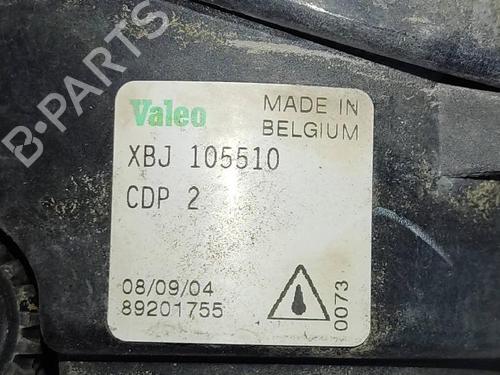 B-PARTS
Valeo
MADE IN
BELGIUM
XBJ 105510
CDP 2
08/09/04
89201755
0073